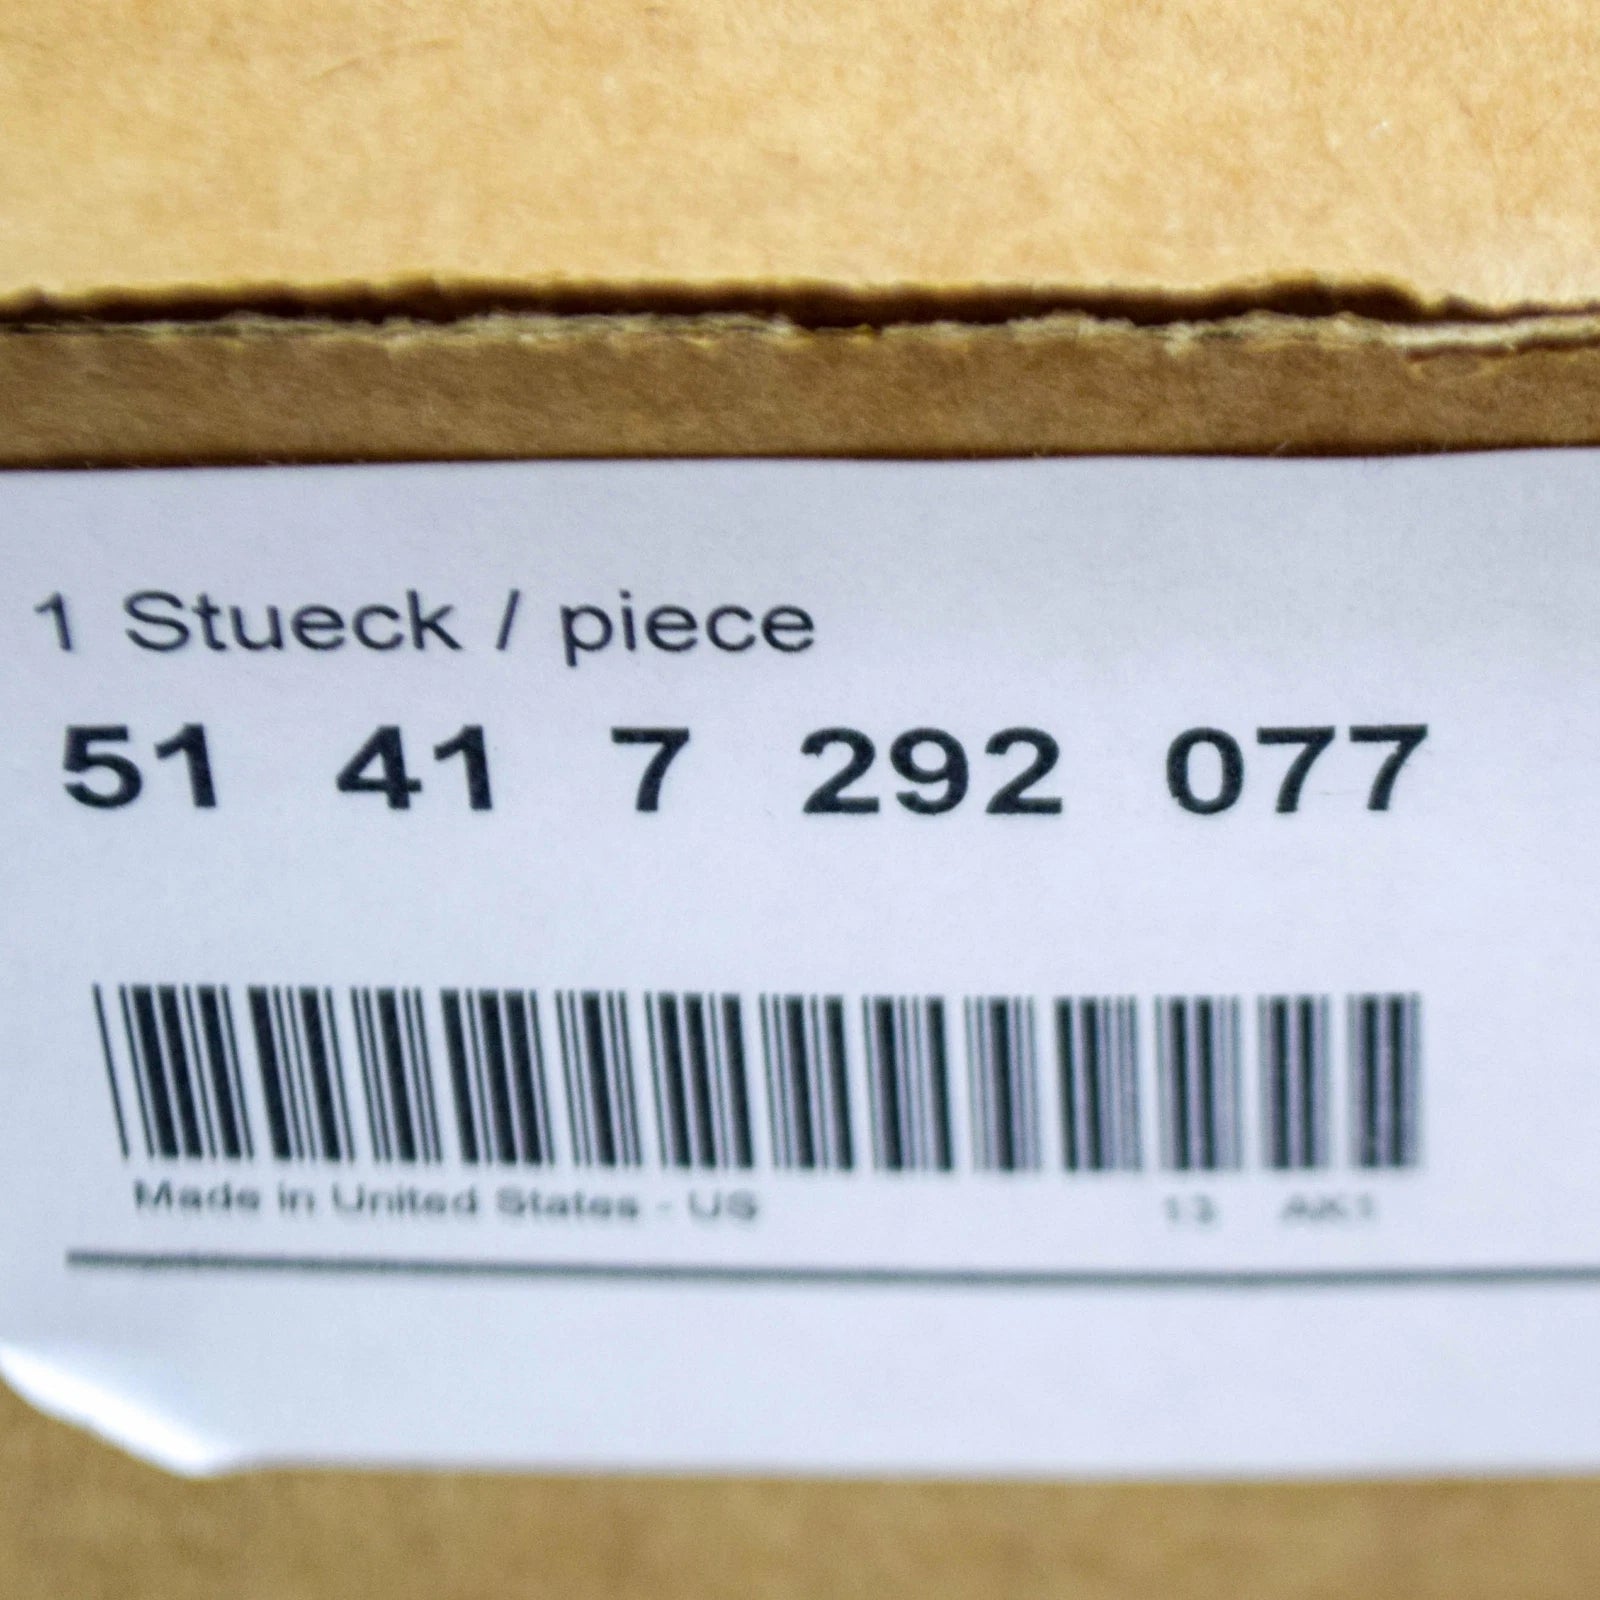 1 Stueck / piece
51 41 7 292 077
Made in United States - US 13 AK1